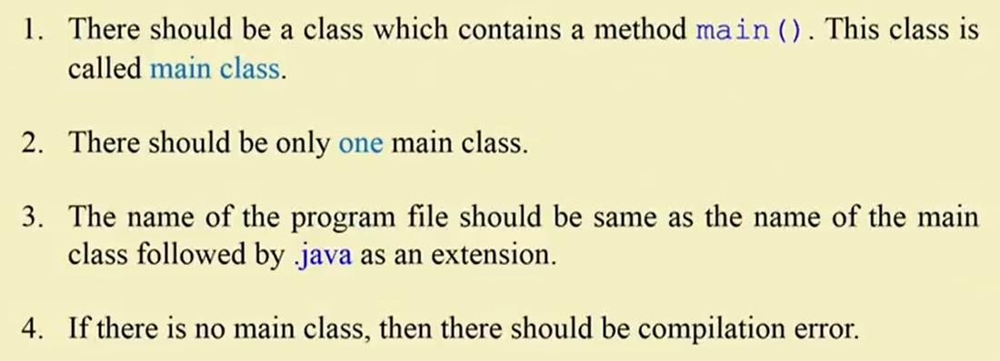 1. There should be a class which contains a method main(). This class is
called main class.
2. There should be only one main class.
3. The name of the program file should be same as the name of the main
class followed by .java as an extension.
4. If there is no main class, then there should be compilation error.